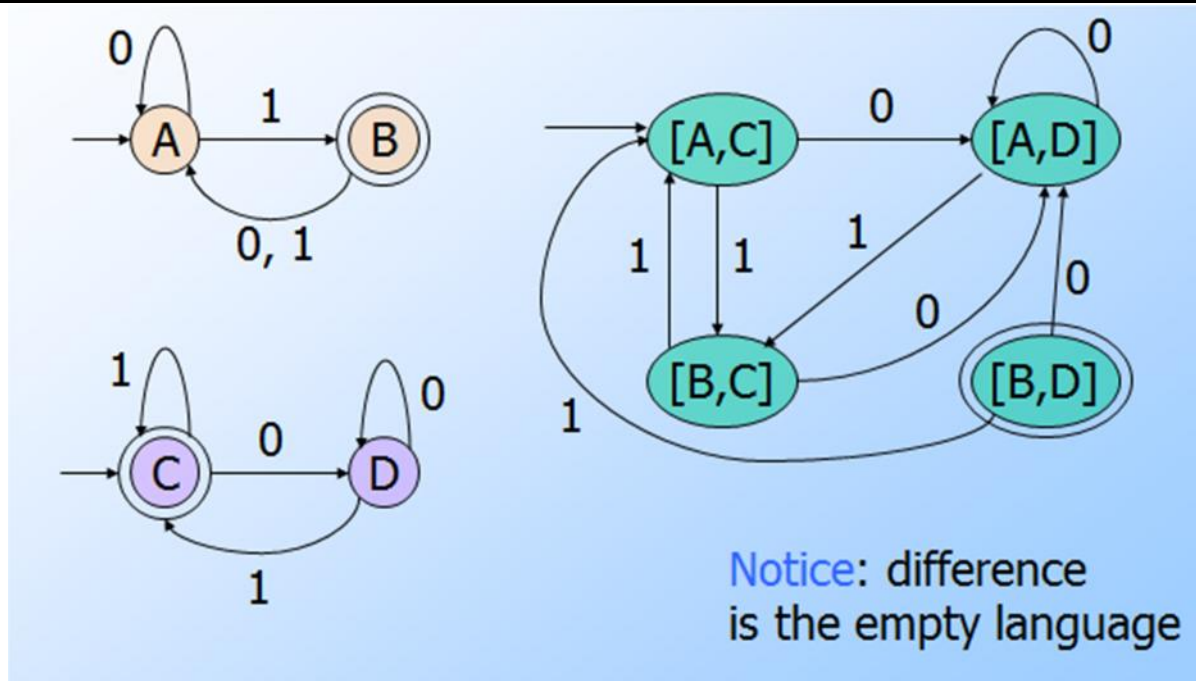 0
1
A
B
0, 1
1
0
0
C
D
1
0
0
[A,C]
[A,D]
1
1
1
0
0
[B,C]
[B,D]
1
Notice: difference
is the empty language